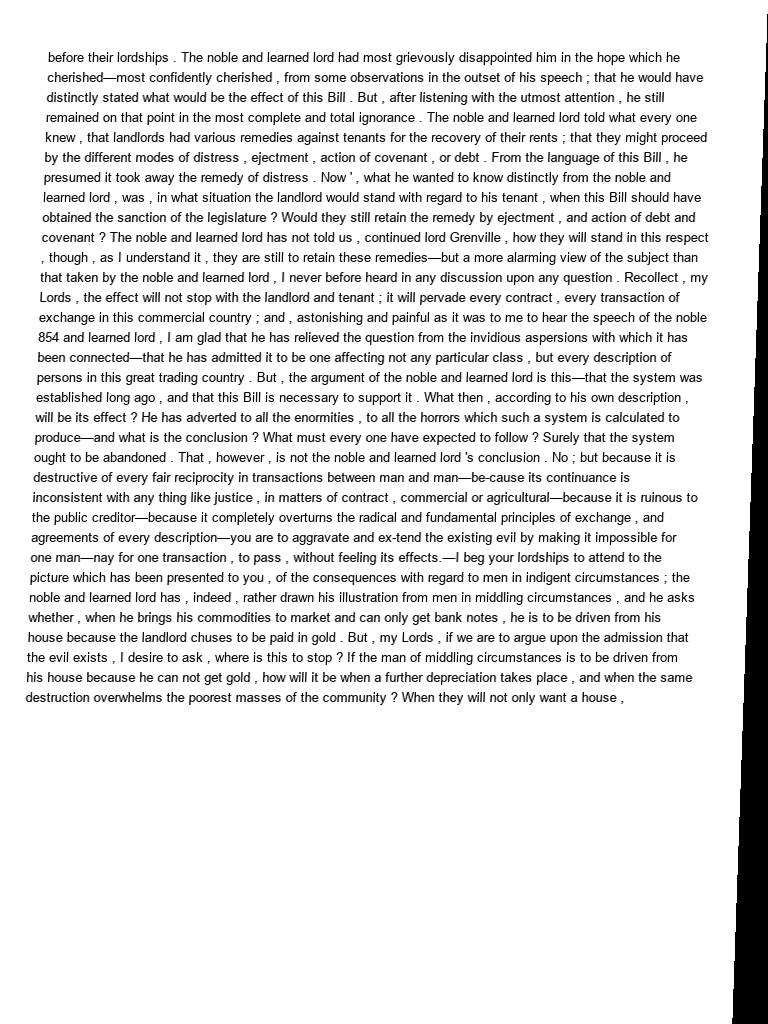 before their lordships . The noble and learned lord had most grievously disappointed him in the hope which he
cherished—most confidently cherished , from some observations in the outset of his speech ; that he would have
distinctly stated what would be the effect of this Bill . But , after listening with the utmost attention , he still
remained on that point in the most complete and total ignorance . The noble and learned lord told what every one
knew , that landlords had various remedies against tenants for the recovery of their rents ; that they might proceed
by the different modes of distress , ejectment , action of covenant , or debt . From the language of this Bill , he
presumed it took away the remedy of distress . Now ' , what he wanted to know distinctly from the noble and
learned lord , was , in what situation the landlord would stand with regard to his tenant , when this Bill should have
obtained the sanction of the legislature ? Would they still retain the remedy by ejectment , and action of debt and
covenant ? The noble and learned lord has not told us , continued lord Grenville , how they will stand in this respect
, though , as I understand it , they are still to retain these remedies—but a more alarming view of the subject than
that taken by the noble and learned lord , I never before heard in any discussion upon any question . Recollect , my
Lords , the effect will not stop with the landlord and tenant ; it will pervade every contract , every transaction of
exchange in this commercial country ; and , astonishing and painful as it was to me to hear the speech of the noble
854 and learned lord , I am glad that he has relieved the question from the invidious aspersions with which it has
been connected—that he has admitted it to be one affecting not any particular class , but every description of
persons in this great trading country . But , the argument of the noble and learned lord is this—that the system was
established long ago , and that this Bill is necessary to support it . What then , according to his own description ,
will be its effect ? He has adverted to all the enormities , to all the horrors which such a system is calculated to
produce—and what is the conclusion ? What must every one have expected to follow ? Surely that the system
ought to be abandoned . That , however , is not the noble and learned lord 's conclusion . No ; but because it is
destructive of every fair reciprocity in transactions between man and man—be-cause its continuance is
inconsistent with any thing like justice , in matters of contract , commercial or agricultural—because it is ruinous to
the public creditor—because it completely overturns the radical and fundamental principles of exchange , and
agreements of every description—you are to aggravate and ex-tend the existing evil by making it impossible for
one man—nay for one transaction , to pass , without feeling its effects.—I beg your lordships to attend to the
picture which has been presented to you , of the consequences with regard to men in indigent circumstances ; the
noble and learned lord has , indeed , rather drawn his illustration from men in middling circumstances , and he asks
whether , when he brings his commodities to market and can only get bank notes , he is to be driven from his
house because the landlord chuses to be paid in gold . But , my Lords , if we are to argue upon the admission that
the evil exists , I desire to ask , where is this to stop ? If the man of middling circumstances is to be driven from
his house because he can not get gold , how will it be when a further depreciation takes place , and when the same
destruction overwhelms the poorest masses of the community ? When they will not only want a house ,